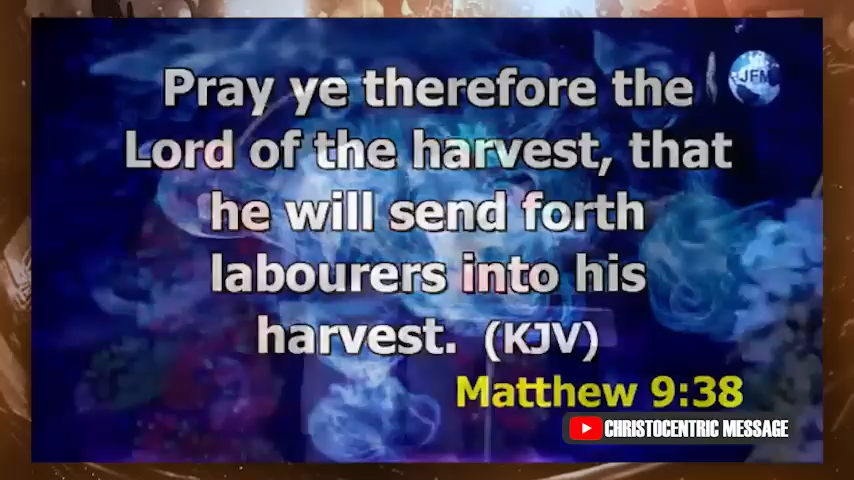 Pray ye therefore the
JFM
Lord of the harvest, that
he will send forth
labourers into his
harvest. (KJV)
Matthew 9:38
CHRISTOCENTRIC MESSAGE